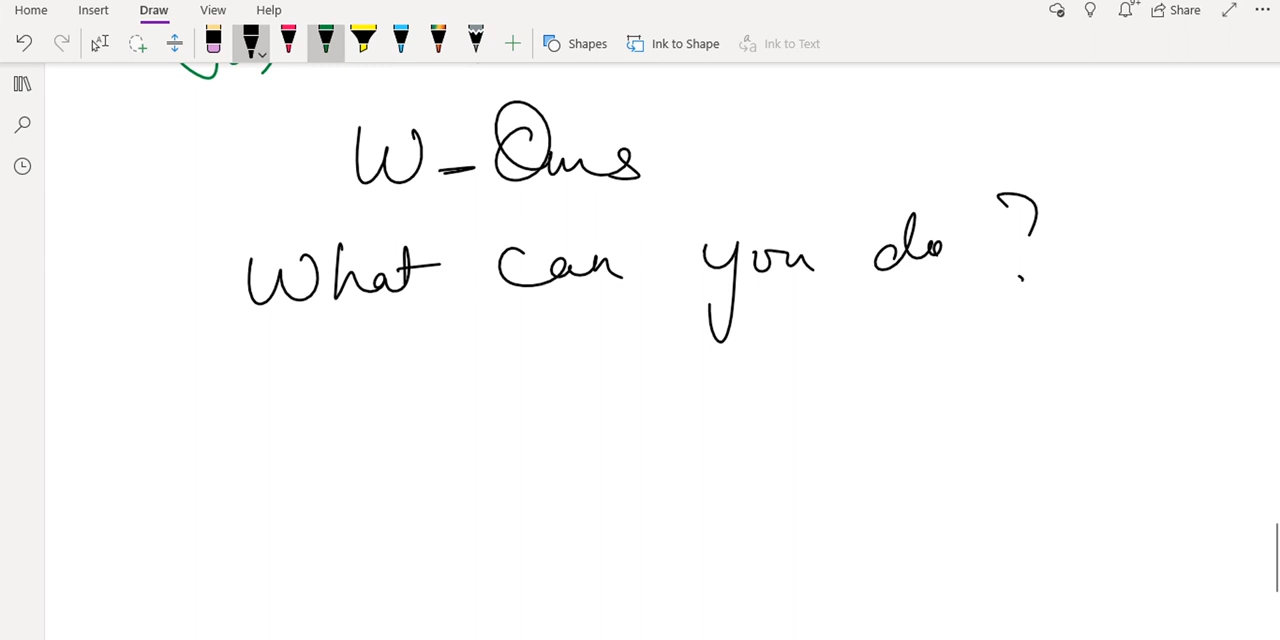 Home Insert Draw View Help Share
Shapes Ink to Shape Ink to Text
W - Qns
What can you do ?